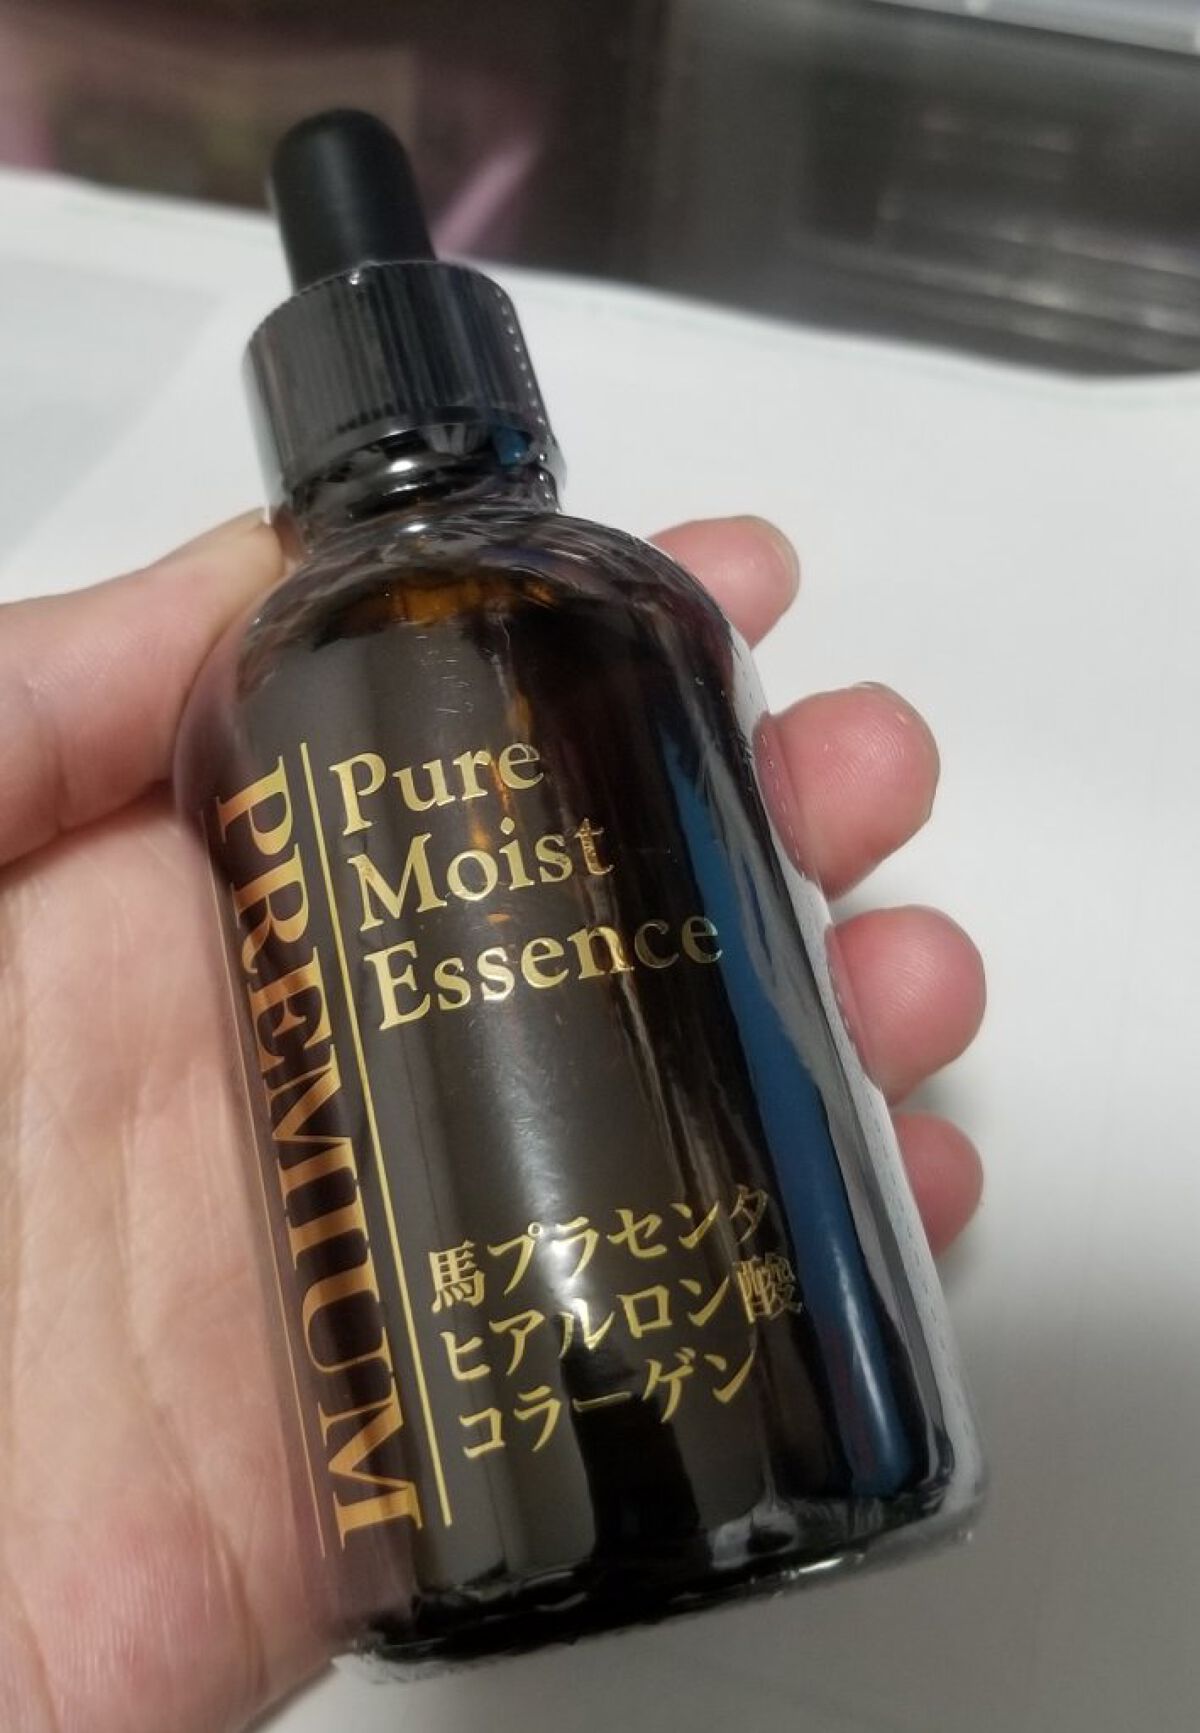 PREMIUM
Pure
Moist
Essence
馬プラセンタ
ヒアルロン酸
コラーゲン